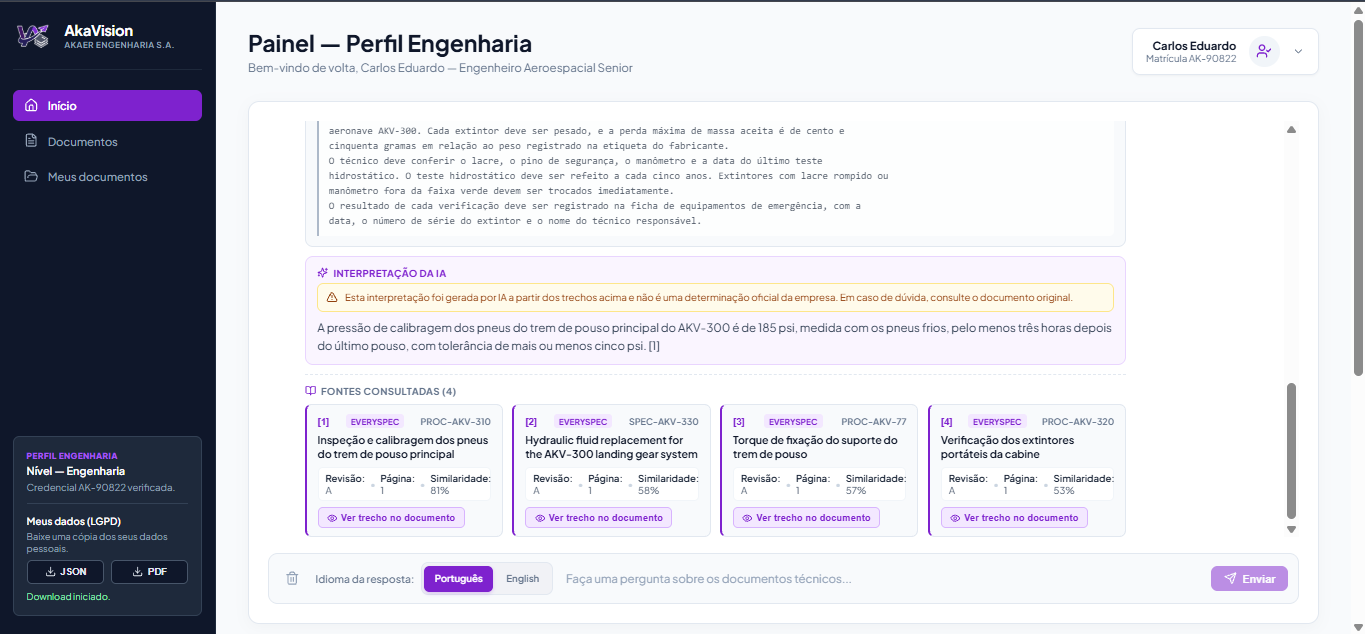 AkaVision
AKAER ENGENHARIA S.A.
Início
Documentos
Meus documentos
PERFIL ENGENHARIA
Nível — Engenharia
Credencial AK-90822 verificada.
Meus dados (LGPD)
Baixe uma cópia dos seus dados
pessoais.
JSON
PDF
Download iniciado.
Painel — Perfil Engenharia
Bem-vindo de volta, Carlos Eduardo — Engenheiro Aeroespacial Senior
Carlos Eduardo
Matrícula AK-90822
aeronave AKV-300. Cada extintor deve ser pesado, e a perda máxima de massa aceita é de cento e
cinquenta gramas em relação ao peso registrado na etiqueta do fabricante.
O técnico deve conferir o lacre, o pino de segurança, o manômetro e a data do último teste
hidrostático. O teste hidrostático deve ser refeito a cada cinco anos. Extintores com lacre rompido ou
manômetro fora da faixa verde devem ser trocados imediatamente.
O resultado de cada verificação deve ser registrado na ficha de equipamentos de emergência, com a
data, o número de série do extintor e o nome do técnico responsável.
INTERPRETAÇÃO DA IA
Esta interpretação foi gerada por IA a partir dos trechos acima e não é uma determinação oficial da empresa. Em caso de dúvida, consulte o documento original.
A pressão de calibragem dos pneus do trem de pouso principal do AKV-300 é de 185 psi, medida com os pneus frios, pelo menos três horas depois
do último pouso, com tolerância de mais ou menos cinco psi. [1]
FONTES CONSULTADAS (4)
[1] EVERYSPEC PROC-AKV-310
Inspeção e calibragem dos pneus
do trem de pouso principal
Revisão: Página: Similaridade:
A 1 81%
Ver trecho no documento
[2] EVERYSPEC SPEC-AKV-330
Hydraulic fluid replacement for
the AKV-300 landing gear system
Revisão: Página: Similaridade:
A 1 58%
Ver trecho no documento
[3] EVERYSPEC PROC-AKV-77
Torque de fixação do suporte do
trem de pouso
Revisão: Página: Similaridade:
A 1 57%
Ver trecho no documento
[4] EVERYSPEC PROC-AKV-320
Verificação dos extintores
portáteis da cabine
Revisão: Página: Similaridade:
A 1 53%
Ver trecho no documento
Idioma da resposta: Português English Faça uma pergunta sobre os documentos técnicos... Enviar